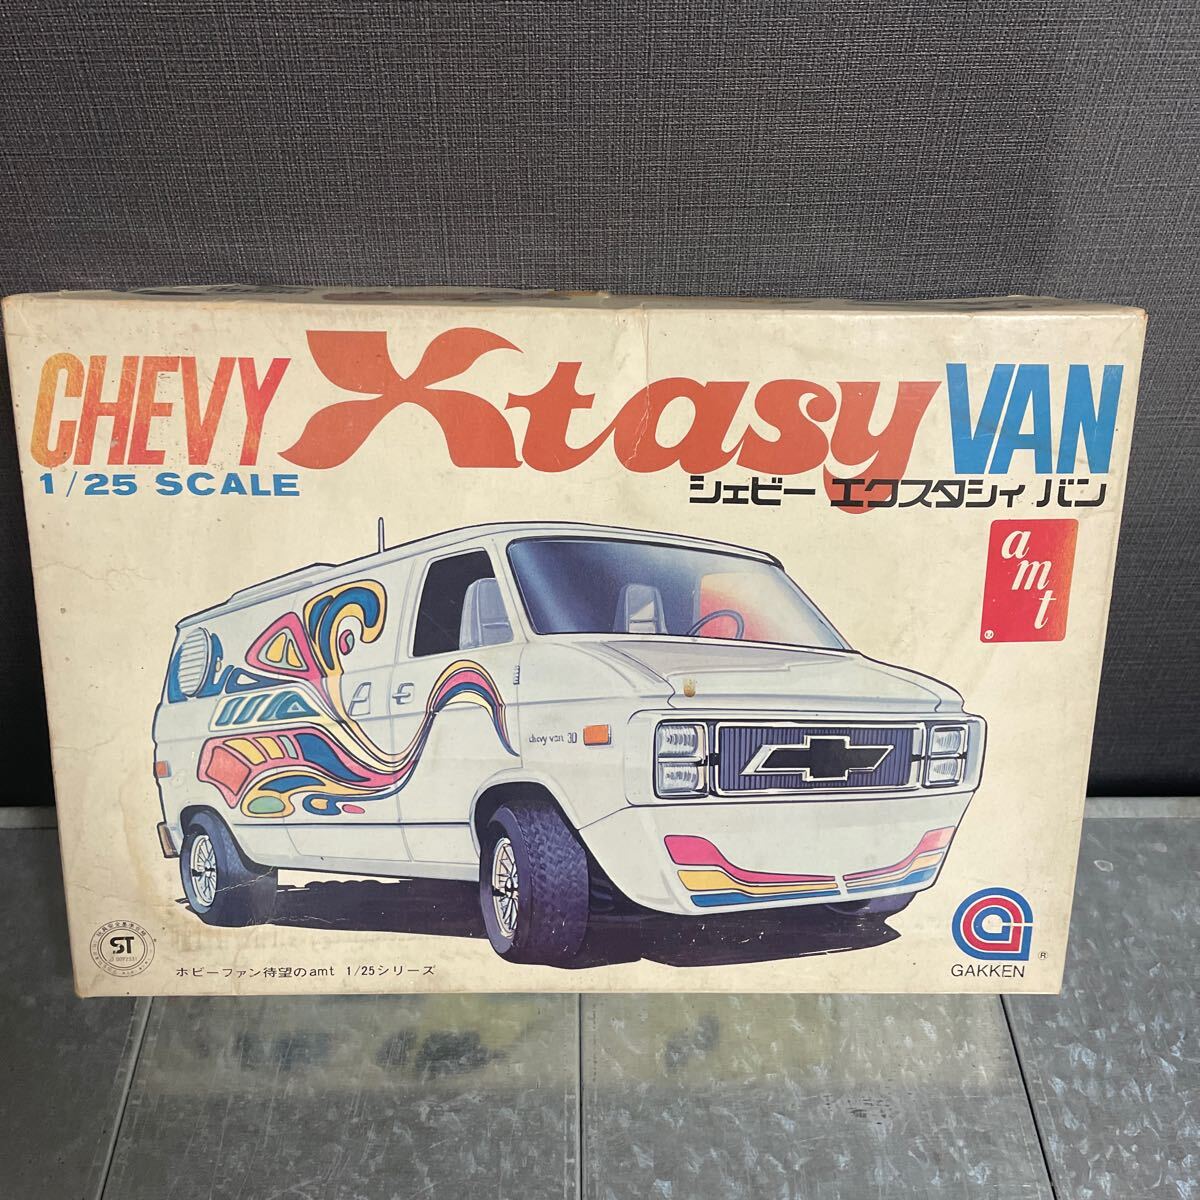 CHEVY Xtasy VAN
1/25 SCALE
シェビー エクスタシィ バン
amt
chevy van 30
ST
ホビーファン待望のamt 1/25シリーズ
GAKKEN
®